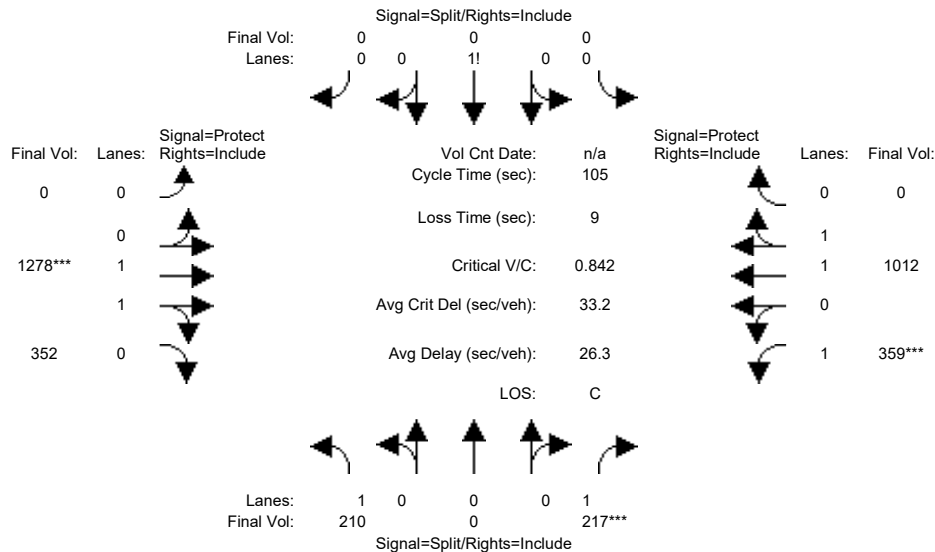 Signal=Split/Rights=Include
Final Vol: 0 0 0
Lanes: 0 0 1! 0 0
Signal=Protect Signal=Protect
Final Vol: Lanes: Rights=Include Vol Cnt Date: n/a Rights=Include Lanes: Final Vol:
Cycle Time (sec): 105
0 0 0 0
Loss Time (sec): 9
0 1
1278*** 1 Critical V/C: 0.842 1 1012
1 Avg Crit Del (sec/veh): 33.2 0
352 0 Avg Delay (sec/veh): 26.3 1 359***
LOS: C
Lanes: 1 0 0 0 1
Final Vol: 210 0 217***
Signal=Split/Rights=Include